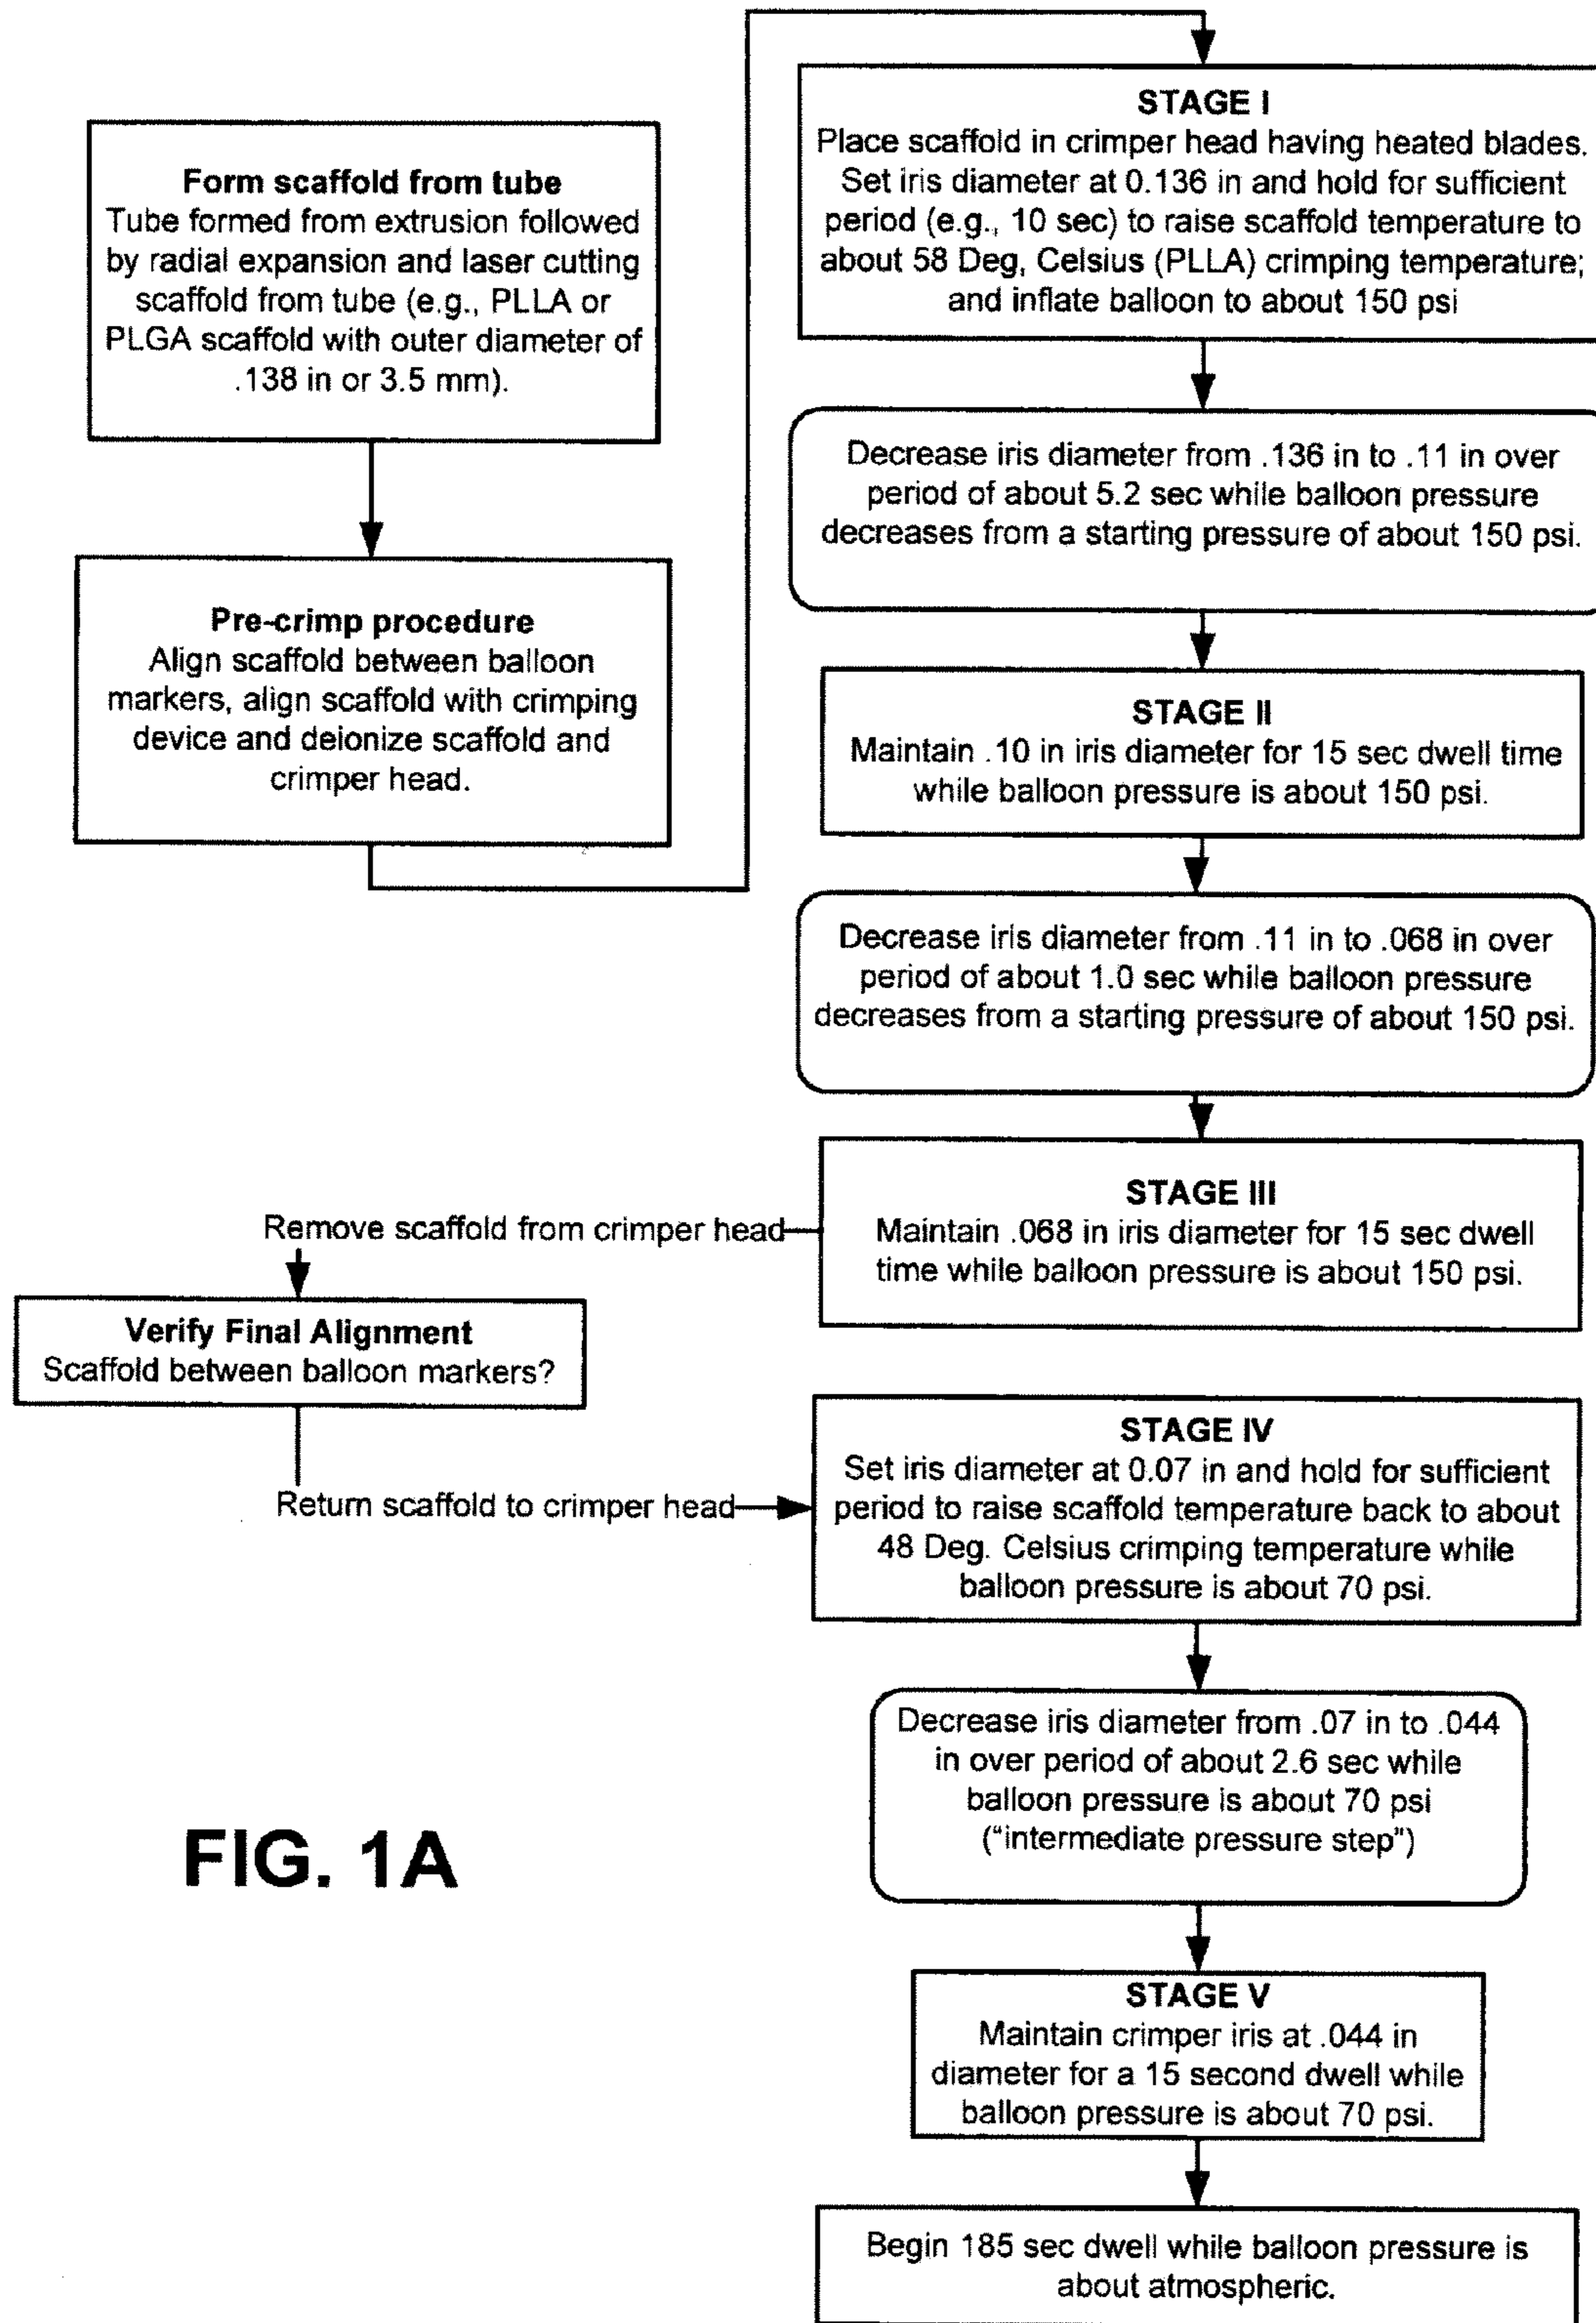 Form scaffold from tube
Tube formed from extrusion followed
by radial expansion and laser cutting
scaffold from tube (e.g., PLLA or
PLGA scaffold with outer diameter of
.138 in or 3.5 mm).
Pre-crimp procedure
Align scaffold between balloon
markers, align scaffold with crimping
device and deionize scaffold and
crimper head.
STAGE I
Place scaffold in crimper head having heated blades.
Set iris diameter at 0.136 in and hold for sufficient
period (e.g., 10 sec) to raise scaffold temperature to
about 58 Deg, Celsius (PLLA) crimping temperature;
and inflate balloon to about 150 psi
Decrease iris diameter from .136 in to .11 in over
period of about 5.2 sec while balloon pressure
decreases from a starting pressure of about 150 psi.
STAGE II
Maintain .10 in iris diameter for 15 sec dwell time
while balloon pressure is about 150 psi.
Decrease iris diameter from .11 in to .068 in over
period of about 1.0 sec while balloon pressure
decreases from a starting pressure of about 150 psi.
STAGE III
Maintain .068 in iris diameter for 15 sec dwell
time while balloon pressure is about 150 psi.
Remove scaffold from crimper head
Verify Final Alignment
Scaffold between balloon markers?
Return scaffold to crimper head
STAGE IV
Set iris diameter at 0.07 in and hold for sufficient
period to raise scaffold temperature back to about
48 Deg. Celsius crimping temperature while
balloon pressure is about 70 psi.
Decrease iris diameter from .07 in to .044
in over period of about 2.6 sec while
balloon pressure is about 70 psi
("intermediate pressure step")
STAGE V
Maintain crimper iris at .044 in
diameter for a 15 second dwell while
balloon pressure is about 70 psi.
Begin 185 sec dwell while balloon pressure is
about atmospheric.
FIG. 1A